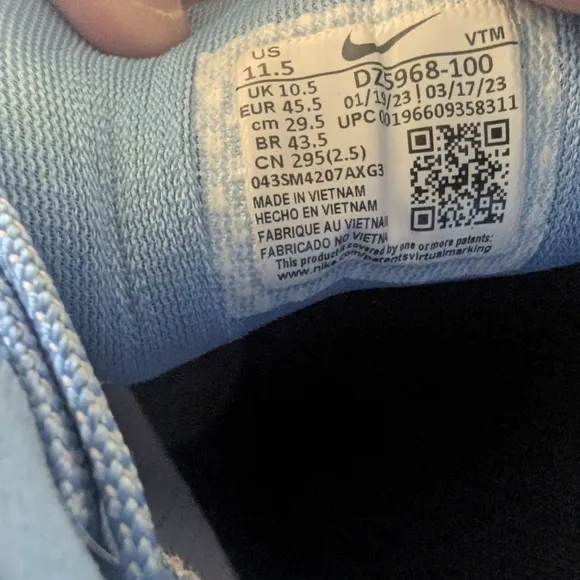 US VTM
11.5 DZ5968-100
UK 10.5 01/19/23 | 03/17/23
EUR 45.5 UPC 00196609358311
cm 29.5
BR 43.5
CN 295(2.5)
043SM4207AXG3
MADE IN VIETNAM
HECHO EN VIETNAM
FABRIQUE AU VIETNAM
FABRICADO NO VIETNA
This product covered by one or more patents:
www.nike.com/patentsvirtualmarking